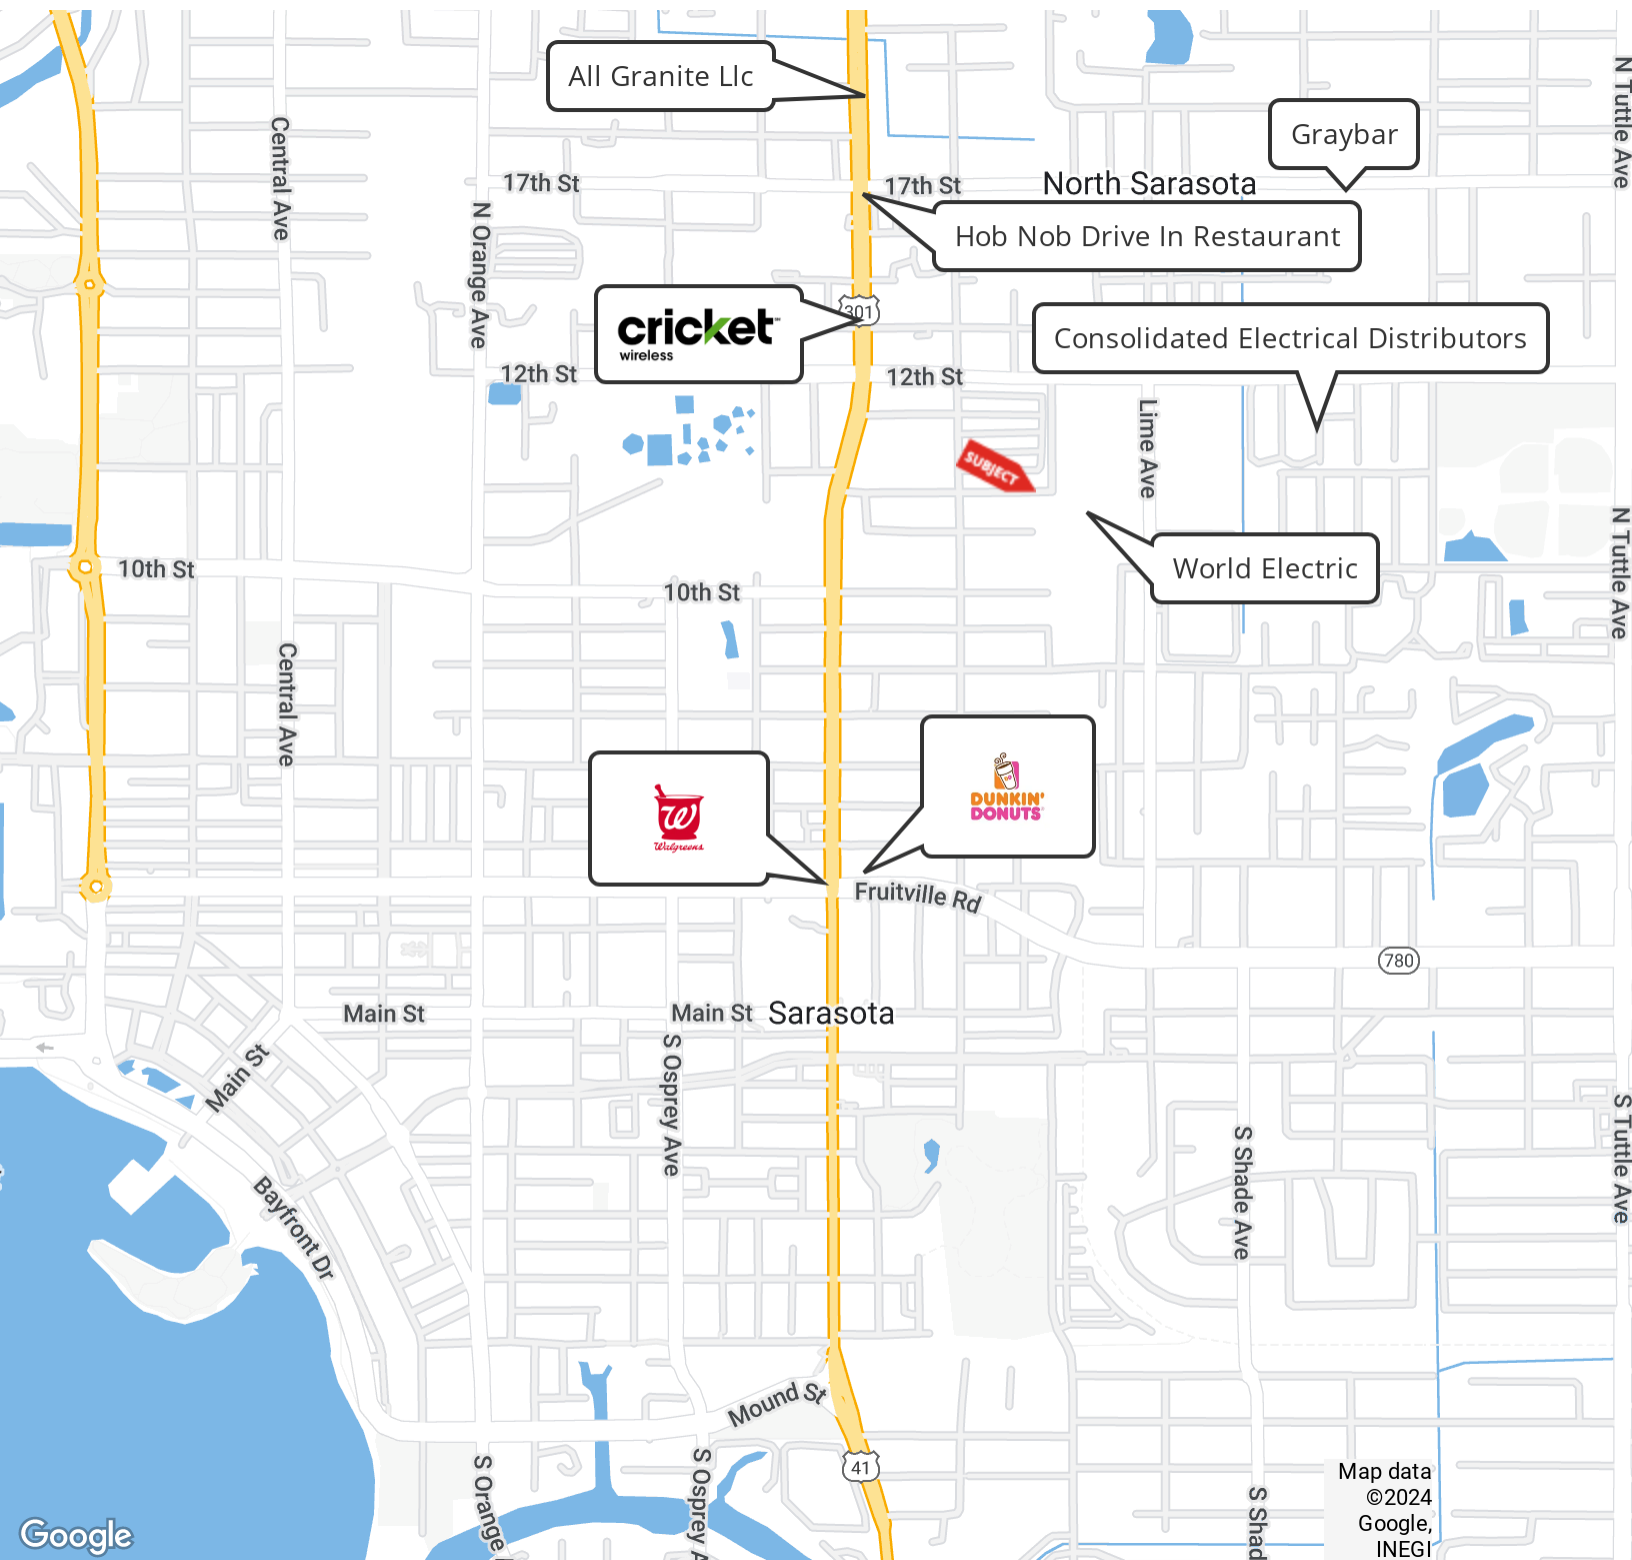 All Granite Llc
N Tuttle Ave
Graybar
Central Ave
17th St
17th St
North Sarasota
N Orange Ave
Hob Nob Drive In Restaurant
301
cricket
wireless
Consolidated Electrical Distributors
12th St
12th St
Lime Ave
SUBJECT
N Tuttle Ave
10th St
World Electric
10th St
Central Ave
W
Walgreens
DD
DUNKIN'
DONUTS
Fruitville Rd
780
Main St
Main St
Sarasota
Main St
S Osprey Ave
S Tuttle Ave
S Shade Ave
Bayfront Dr
Mound St
41
S Orange
S Osprey A
S Shad
Map data
©2024
Google,
INEGI
Google